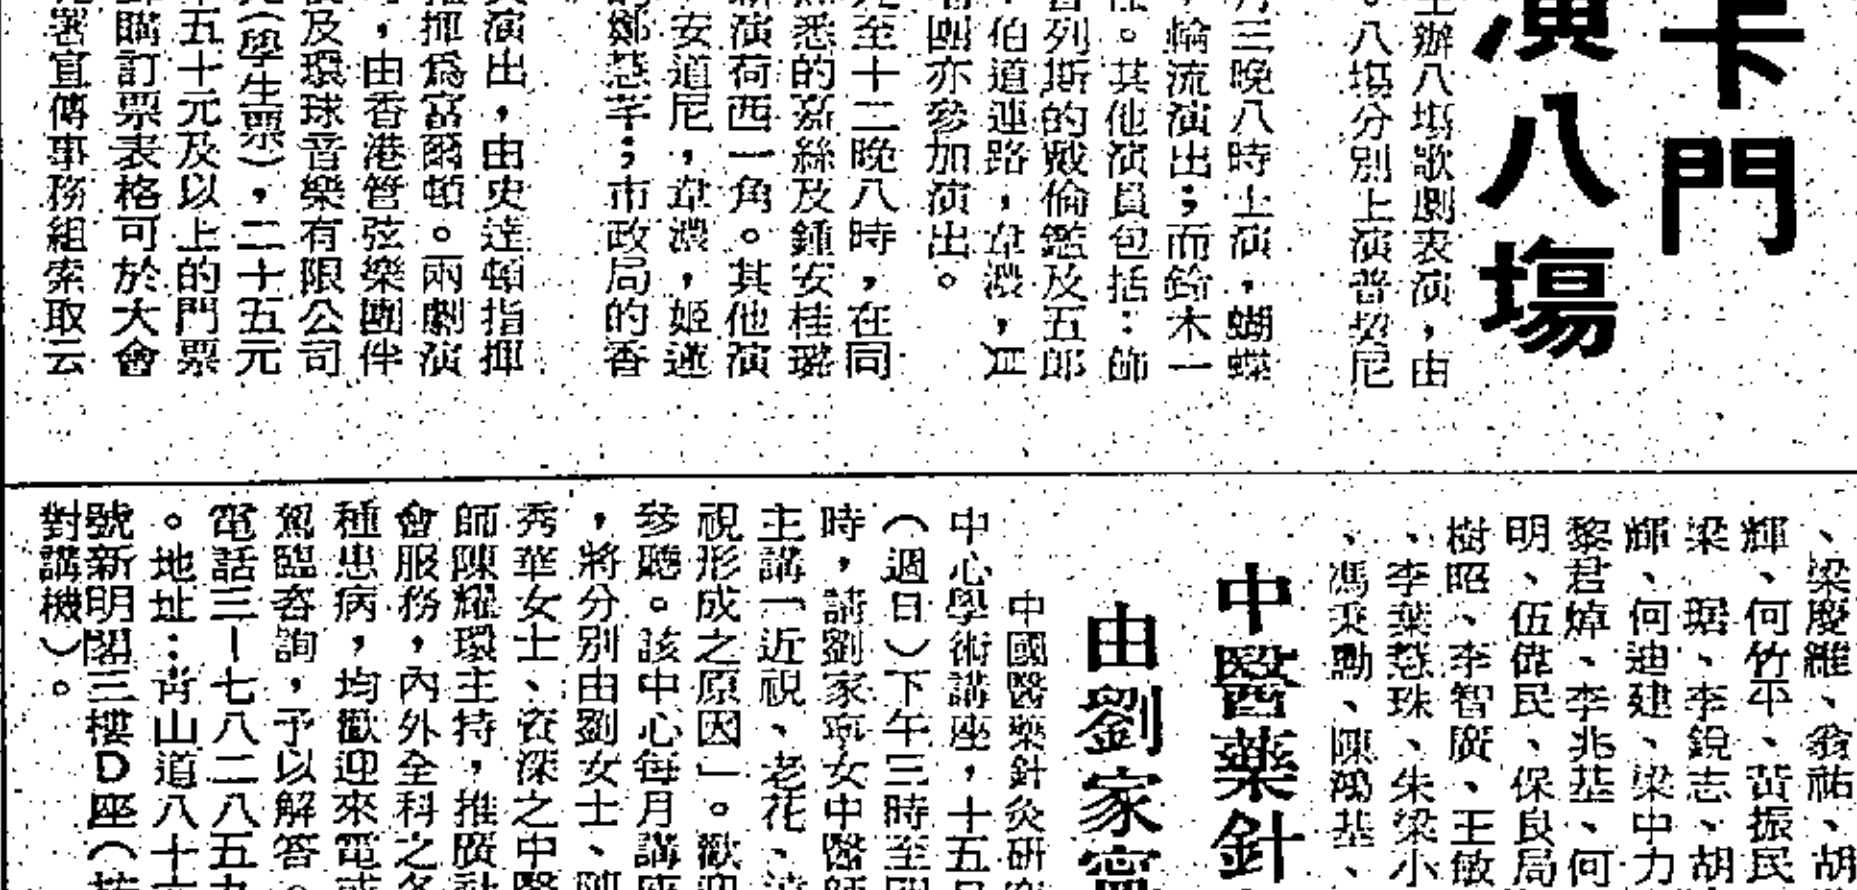 卡門
演八場
主辦八場歌劇表演,由
。八場分別上演普契尼
月三晚八時上演,蝴蝶
,輪流演出;而鈴木一
。其他演員包括:飾
列斯的戥倫鑑及五郎
伯道連路,韋濃,
團亦參加演出。
至十二晚八時,在同
悉的嘉絲及鍾安桂璐
演荷西一角。其他演
安道尼,韋濃,姬蓮
鄭慧芊;市政局的香
演出,由史達頓指揮
揮爲富爾頓。兩劇演
,由香港管弦樂團伴
及環球音樂有限公司
(學生票),二十五元
五十元及以上的門票
購訂票表格可於大會
署宣傳事務組索取云
、梁慶維、翁祐、胡
輝、何竹平、黃振民
梁 琚、李銳志、胡
輝、何迪建、梁中力
黎君焯、李兆基、何
明、伍偉民、保良局
樹昭、李智廣、王敏
、李葉慧珠、朱梁小
、馮秉勳、陳鴻基、
中醫藥針
由劉家
中國醫藥針灸研
中心學術講座,十五
(週日)下午三時至
時,請劉家 女中醫師
主講「近視、老花、
視形成之原因」。歡迎
參聽。該中心每月講座
,將分別由劉女士、陳
秀華女士、資深之中醫
師陳耀環主持,推廣社
會服務,內外全科之各
種患病,均歡迎來電或
駕臨咨詢,予以解答。
電話三-七八二八五九
。地址:青山道八十
號新明閣三樓D座(按
對講機)。